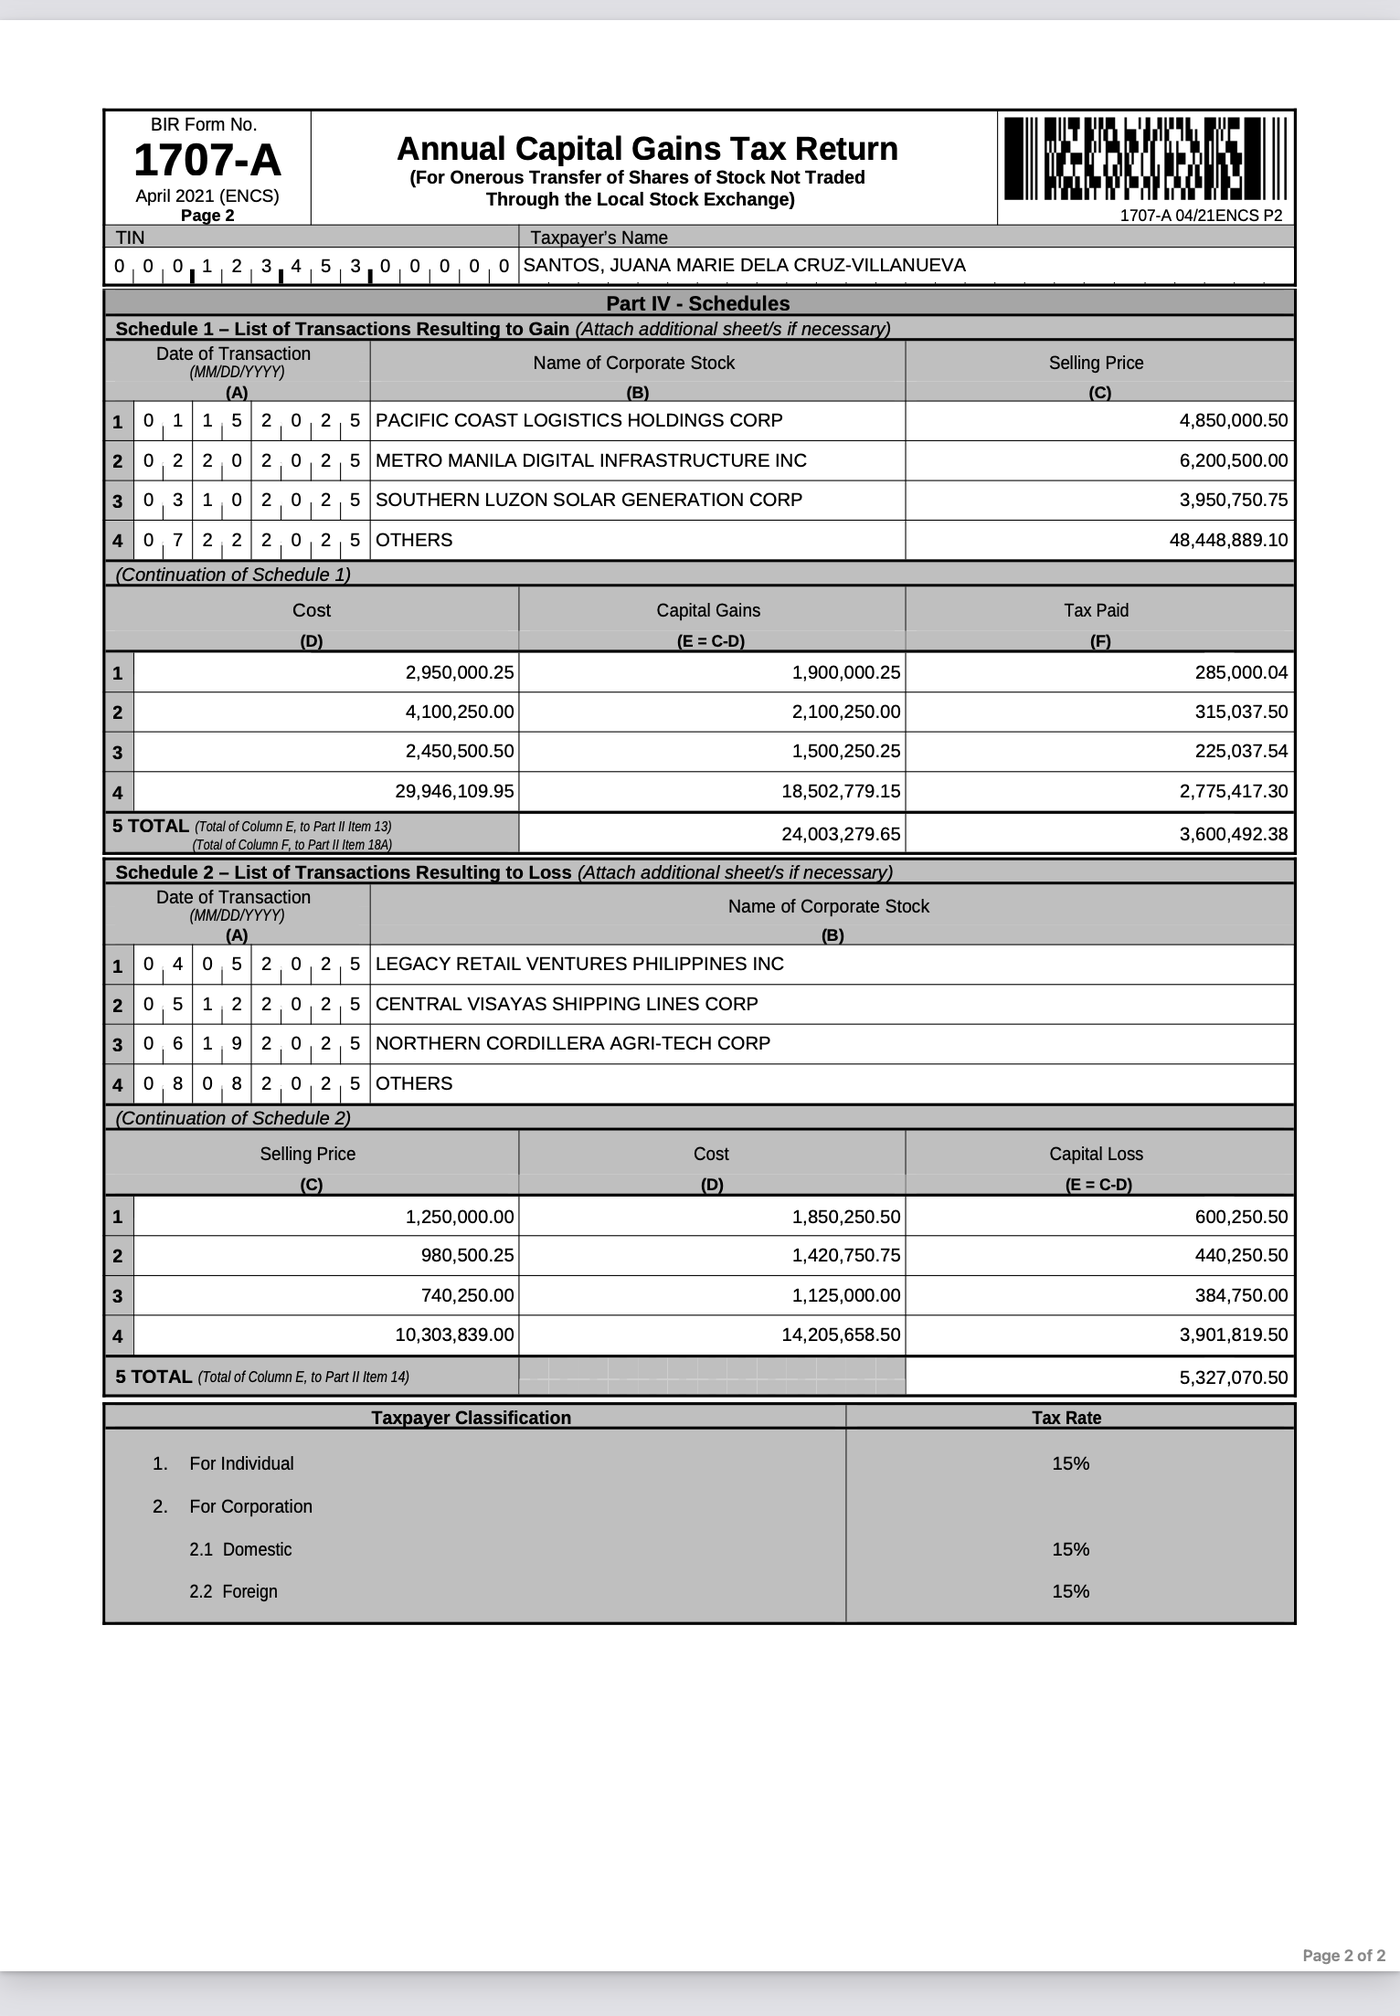 BIR Form No.
1707-A
April 2021 (ENCS)
Page 2
Annual Capital Gains Tax Return
(For Onerous Transfer of Shares of Stock Not Traded
Through the Local Stock Exchange)
1707-A 04/21ENCS P2
TIN Taxpayer's Name
0 0 0 1 2 3 4 5 3 0 0 0 0 0 SANTOS, JUANA MARIE DELA CRUZ-VILLANUEVA
Part IV - Schedules
Schedule 1 – List of Transactions Resulting to Gain (Attach additional sheet/s if necessary)
Date of Transaction
(MM/DD/YYYY)
(A)
Name of Corporate Stock
(B)
Selling Price
(C)
1 0 1 1 5 2 0 2 5 PACIFIC COAST LOGISTICS HOLDINGS CORP 4,850,000.50
2 0 2 2 0 2 0 2 5 METRO MANILA DIGITAL INFRASTRUCTURE INC 6,200,500.00
3 0 3 1 0 2 0 2 5 SOUTHERN LUZON SOLAR GENERATION CORP 3,950,750.75
4 0 7 2 2 2 0 2 5 OTHERS 48,448,889.10
(Continuation of Schedule 1)
Cost Capital Gains Tax Paid
(D) (E = C-D) (F)
1 2,950,000.25 1,900,000.25 285,000.04
2 4,100,250.00 2,100,250.00 315,037.50
3 2,450,500.50 1,500,250.25 225,037.54
4 29,946,109.95 18,502,779.15 2,775,417.30
5 TOTAL (Total of Column E, to Part II Item 13)
(Total of Column F, to Part II Item 18A)
24,003,279.65 3,600,492.38
Schedule 2 – List of Transactions Resulting to Loss (Attach additional sheet/s if necessary)
Date of Transaction
(MM/DD/YYYY)
(A)
Name of Corporate Stock
(B)
1 0 4 0 5 2 0 2 5 LEGACY RETAIL VENTURES PHILIPPINES INC
2 0 5 1 2 2 0 2 5 CENTRAL VISAYAS SHIPPING LINES CORP
3 0 6 1 9 2 0 2 5 NORTHERN CORDILLERA AGRI-TECH CORP
4 0 8 0 8 2 0 2 5 OTHERS
(Continuation of Schedule 2)
Selling Price Cost Capital Loss
(C) (D) (E = C-D)
1 1,250,000.00 1,850,250.50 600,250.50
2 980,500.25 1,420,750.75 440,250.50
3 740,250.00 1,125,000.00 384,750.00
4 10,303,839.00 14,205,658.50 3,901,819.50
5 TOTAL (Total of Column E, to Part II Item 14) 5,327,070.50
Taxpayer Classification Tax Rate
1. For Individual 15%
2. For Corporation
2.1 Domestic 15%
2.2 Foreign 15%
Page 2 of 2